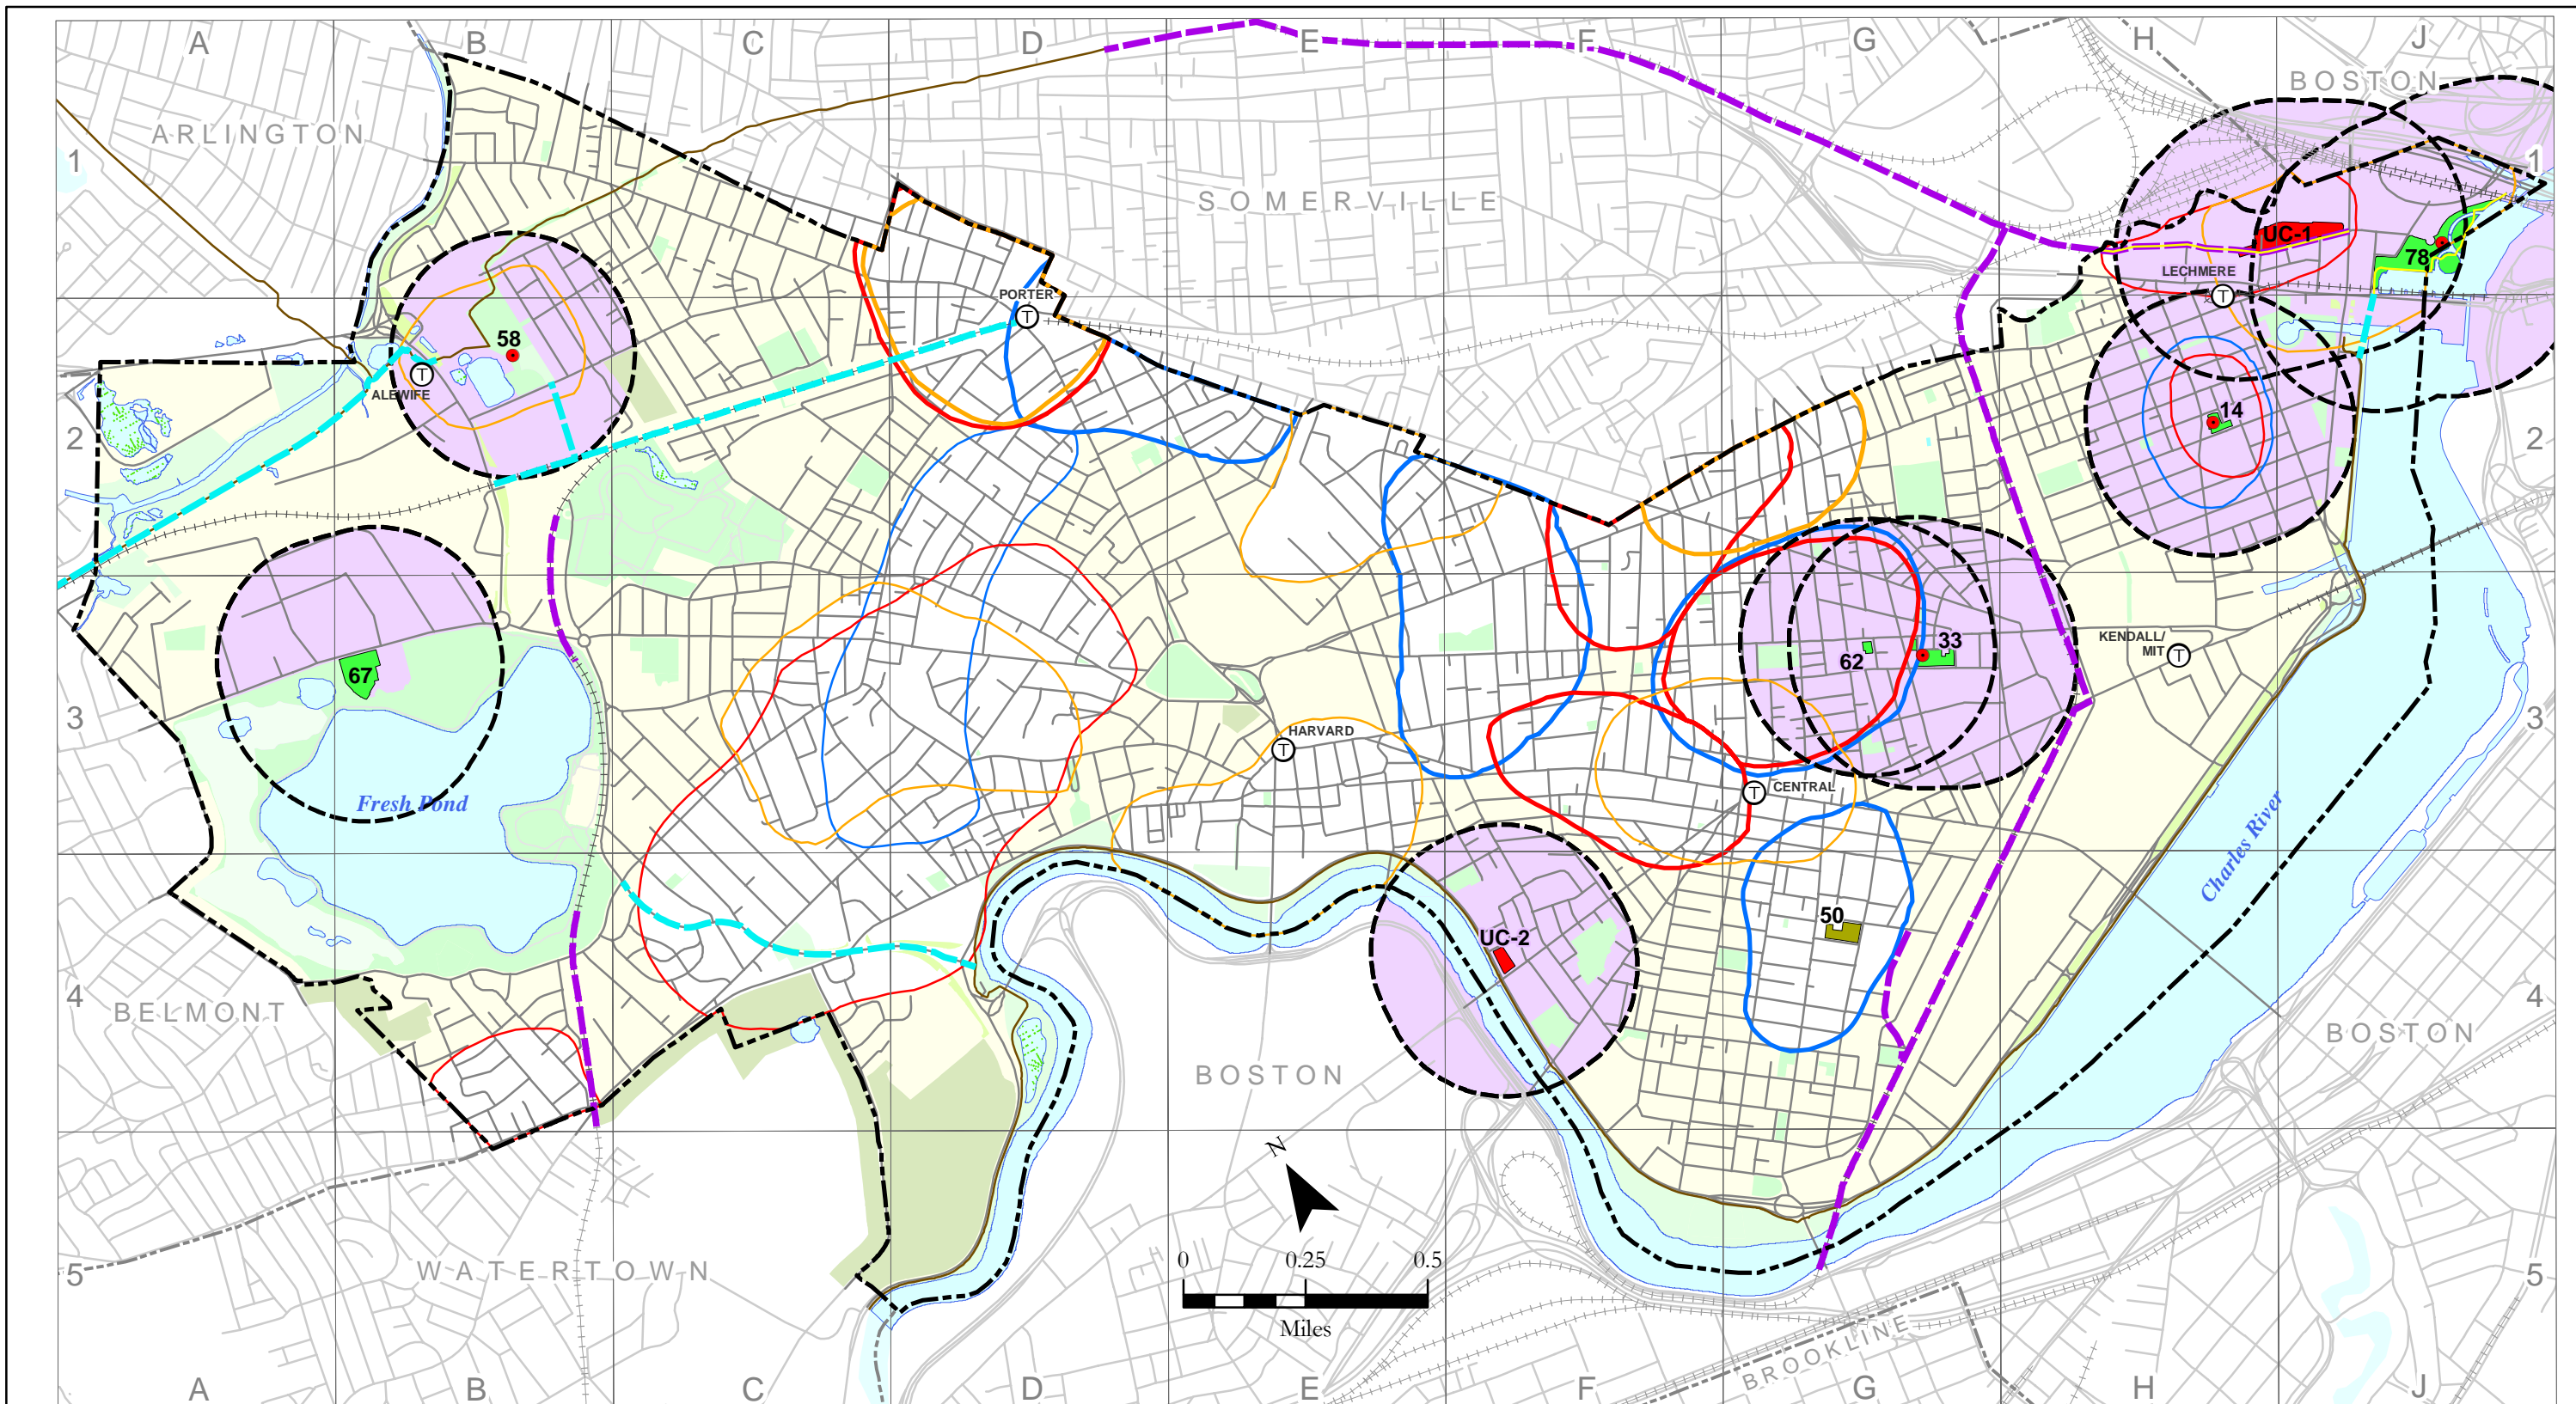 A B C D E F G H J
BOSTON
ARLINGTON
1 1
SOMERVILLE
UC-1
78
LECHMERE
PORTER
T
T
58
T
ALEWIFE
14
2 2
33
62
KENDALL/
MIT
T
67
3 3
HARVARD
T
CENTRAL
T
Fresh Pond
Charles River
50
UC-2
4 4
BELMONT
BOSTON
BOSTON
N
0 0.25 0.5
Miles
WATERTOWN
5 5
BROOKLINE
A B C D E F G H J